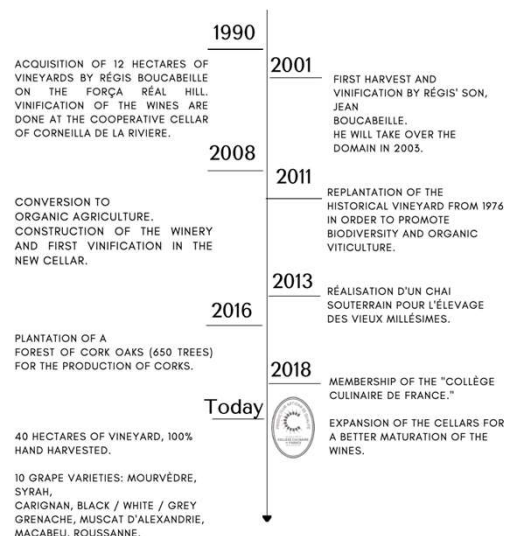 1990
ACQUISITION OF 12 HECTARES OF
VINEYARDS BY RÉGIS BOUCABEILLE
ON THE FORÇA RÉAL HILL.
VINIFICATION OF THE WINES ARE
DONE AT THE COOPERATIVE CELLAR
OF CORNEILLA DE LA RIVIERE.
2001
FIRST HARVEST AND
VINIFICATION BY RÉGIS' SON,
JEAN
BOUCABEILLE.
HE WILL TAKE OVER THE
DOMAIN IN 2003.
2008
CONVERSION TO
ORGANIC AGRICULTURE.
CONSTRUCTION OF THE WINERY
AND FIRST VINIFICATION IN THE
NEW CELLAR.
2011
REPLANTATION OF THE
HISTORICAL VINEYARD FROM 1976
IN ORDER TO PROMOTE
BIODIVERSITY AND ORGANIC
VITICULTURE.
2013
RÉALISATION D'UN CHAI
SOUTERRAIN POUR L'ÉLEVAGE
DES VIEUX MILLÉSIMES.
2016
PLANTATION OF A
FOREST OF CORK OAKS (650 TREES)
FOR THE PRODUCTION OF CORKS.
2018
MEMBERSHIP OF THE "COLLÈGE
CULINAIRE DE FRANCE."
EXPANSION OF THE CELLARS FOR
A BETTER MATURATION OF THE
WINES.
Today
40 HECTARES OF VINEYARD, 100%
HAND HARVESTED.
10 GRAPE VARIETIES: MOURVÈDRE,
SYRAH,
CARIGNAN, BLACK / WHITE / GREY
GRENACHE, MUSCAT D'ALEXANDRIE,
MACABEU, ROUSSANNE.